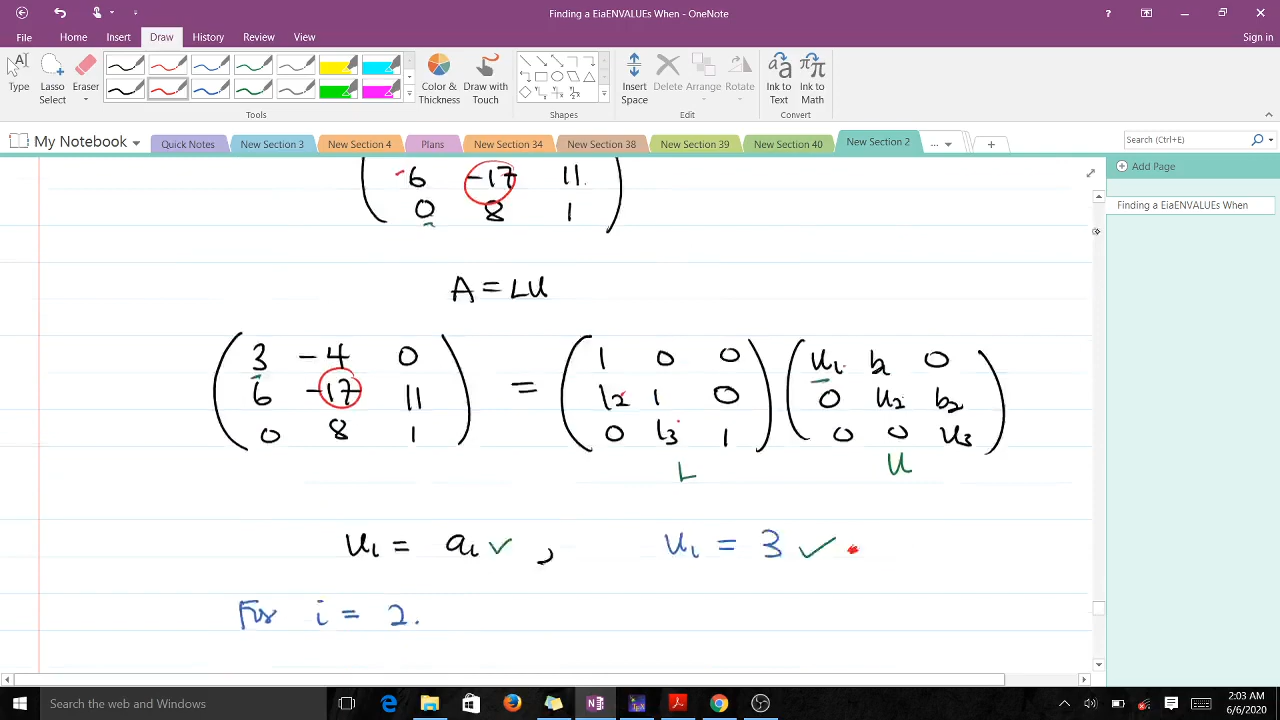 Finding a EiaENVALUEs When - OneNote
File Home Insert Draw History Review View Sign in
Type Lasso Select Eraser Color & Thickness Draw with Touch Insert Space Delete Arrange Rotate Ink to Text Ink to Math
Tools Shapes Edit Convert
My Notebook Quick Notes New Section 3 New Section 4 Plans New Section 34 New Section 38 New Section 39 New Section 40 New Section 2 ... + Search (Ctrl+E)
Add Page
Finding a EiaENVALUEs When
-6 -17 11
0 8 1
A = LU
3 -4 0 1 0 0 u1 b1 0
6 -17 11 = l2 1 0 0 u2 b2
0 8 1 0 l3 1 0 0 u3
L U
u1 = a1 ✓ , u1 = 3 ✓
For i = 2.
Search the web and Windows
2:03 AM
6/6/2020